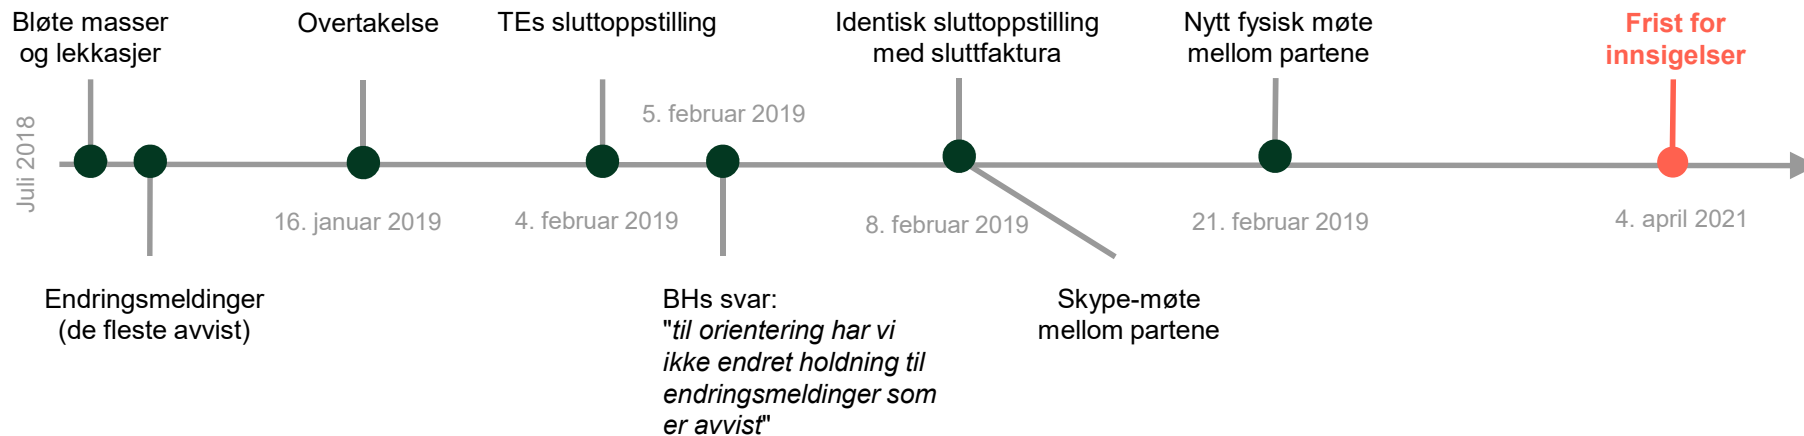 Bløte masser
og lekkasjer
Overtakelse
TEs sluttoppstilling
Identisk sluttoppstilling
med sluttfaktura
Nytt fysisk møte
mellom partene
Frist for
innsigelser
5. februar 2019
Juli 2018
16. januar 2019
4. februar 2019
8. februar 2019
21. februar 2019
4. april 2021
Endringsmeldinger
(de fleste avvist)
BHs svar:
"til orientering har vi
ikke endret holdning til
endringsmeldinger som
er avvist"
Skype-møte
mellom partene